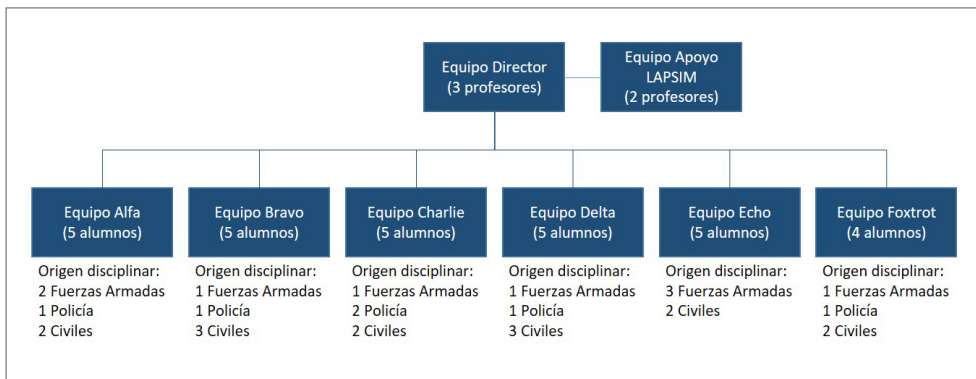 Equipo Director
(3 profesores)
Equipo Apoyo
LAPSIM
(2 profesores)
Equipo Alfa
(5 alumnos)
Origen disciplinar:
2 Fuerzas Armadas
1 Policía
2 Civiles
Equipo Bravo
(5 alumnos)
Origen disciplinar:
1 Fuerzas Armadas
1 Policía
3 Civiles
Equipo Charlie
(5 alumnos)
Origen disciplinar:
1 Fuerzas Armadas
2 Policía
2 Civiles
Equipo Delta
(5 alumnos)
Origen disciplinar:
1 Fuerzas Armadas
1 Policía
3 Civiles
Equipo Echo
(5 alumnos)
Origen disciplinar:
3 Fuerzas Armadas
2 Civiles
Equipo Foxtrot
(4 alumnos)
Origen disciplinar:
1 Fuerzas Armadas
1 Policía
2 Civiles